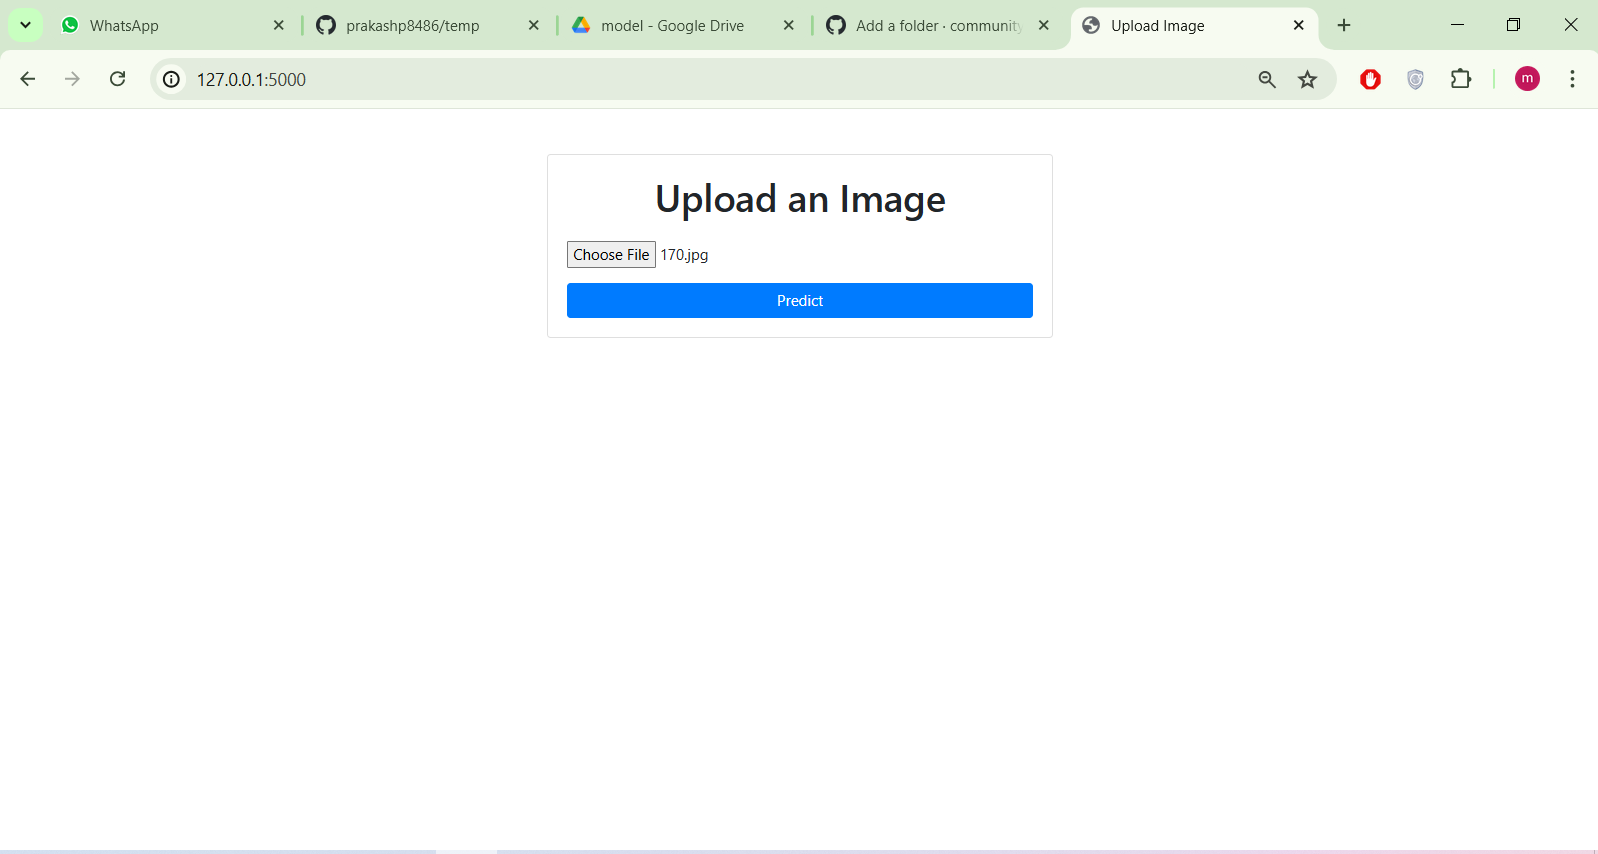 WhatsApp
prakashp8486/temp
model - Google Drive
Add a folder · community
Upload Image
127.0.0.1:5000
m
Upload an Image
Choose File 170.jpg
Predict